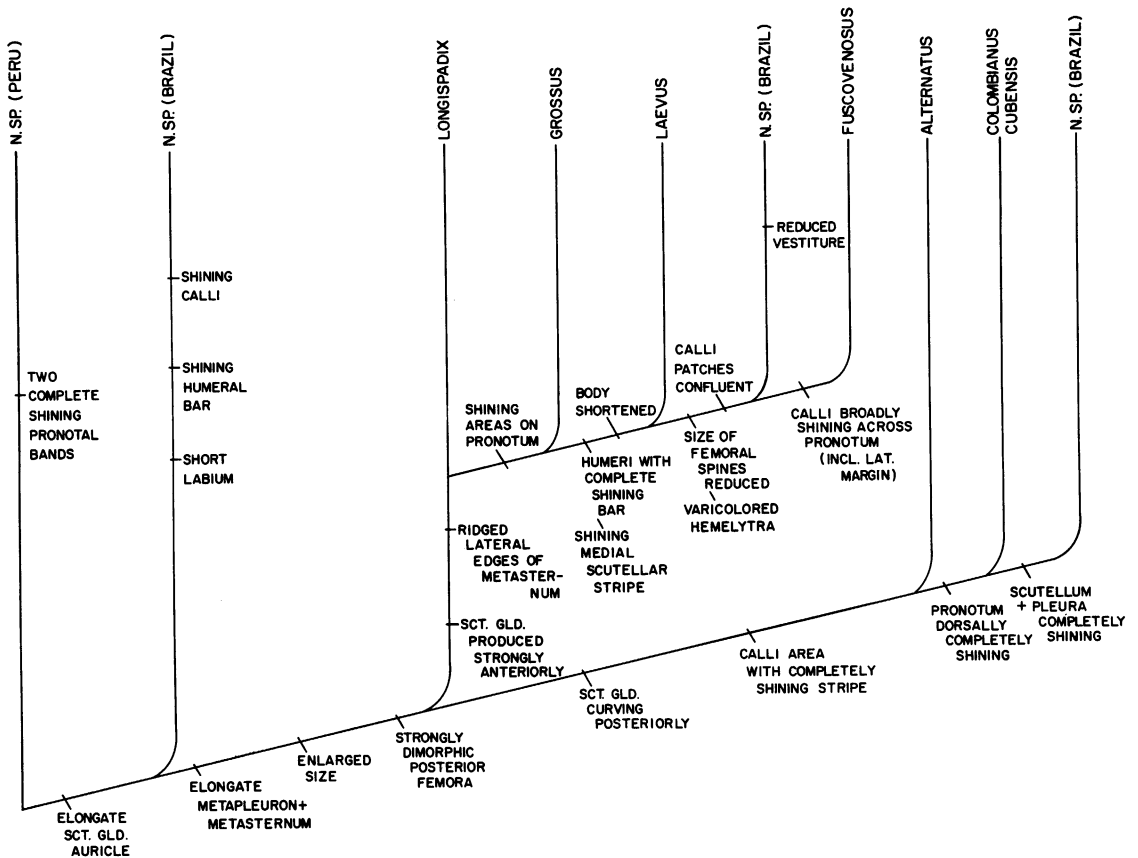 N. SP. (PERU)
N. SP. (BRAZIL)
LONGISPADIX
GROSSUS
LAEVUS
N. SP. (BRAZIL)
FUSCOVENOSUS
ALTERNATUS
COLOMBIANUS
CUBENSIS
N. SP. (BRAZIL)
TWO
COMPLETE
SHINING
PRONOTAL
BANDS
SHINING
CALLI
SHINING
HUMERAL
BAR
SHORT
LABIUM
REDUCED
VESTITURE
SHINING
AREAS ON
PRONOTUM
BODY
SHORTENED
CALLI
PATCHES
CONFLUENT
HUMERI WITH
COMPLETE
SHINING
BAR
SHINING
MEDIAL
SCUTELLAR
STRIPE
SIZE OF
FEMORAL
SPINES
REDUCED
VARICOLORED
HEMELYTRA
CALLI BROADLY
SHINING ACROSS
PRONOTUM
(INCL. LAT.
MARGIN)
RIDGED
LATERAL
EDGES OF
METASTER-
NUM
SCT. GLD.
PRODUCED
STRONGLY
ANTERIORLY
ELONGATE
SCT. GLD.
AURICLE
ELONGATE
METAPLEURON+
METASTERNUM
ENLARGED
SIZE
STRONGLY
DIMORPHIC
POSTERIOR
FEMORA
SCT. GLD.
CURVING
POSTERIORLY
CALLI AREA
WITH COMPLETELY
SHINING STRIPE
PRONOTUM
DORSALLY
COMPLETELY
SHINING
SCUTELLUM
+ PLEURA
COMPLETELY
SHINING